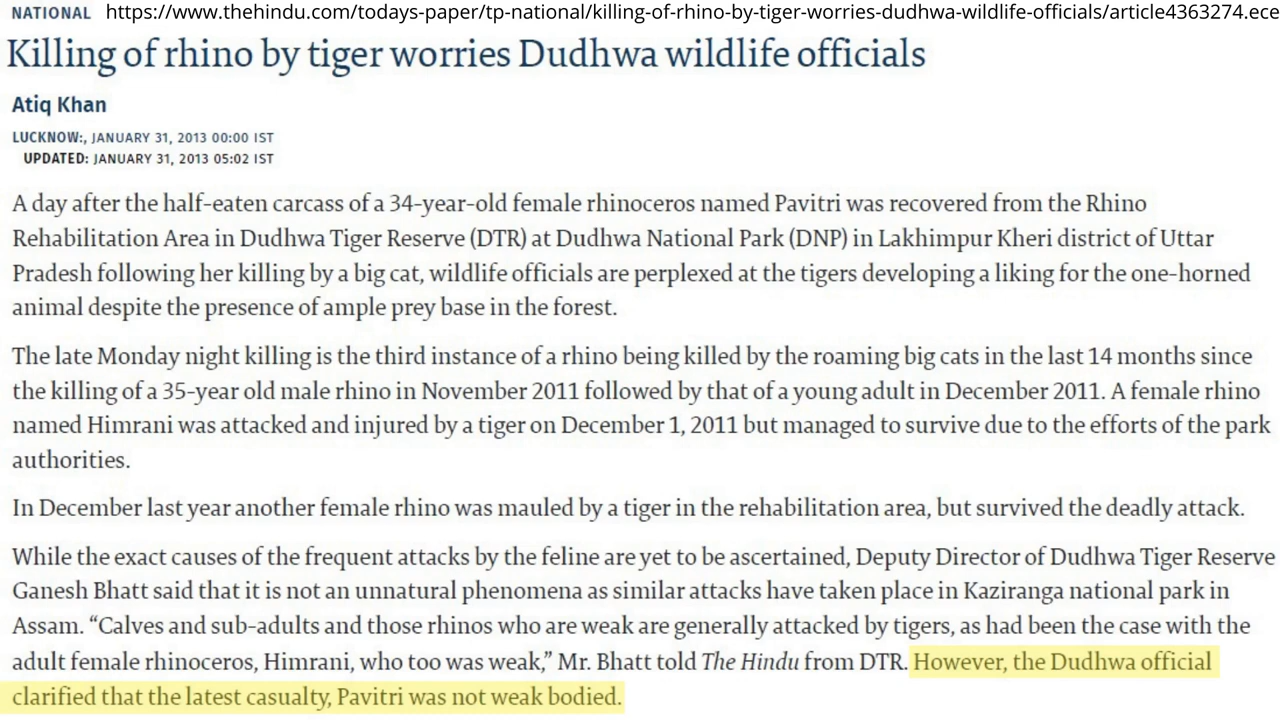 NATIONAL https://www.thehindu.com/todays-paper/tp-national/killing-of-rhino-by-tiger-worries-dudhwa-wildlife-officials/article4363274.ece
Killing of rhino by tiger worries Dudhwa wildlife officials
Atiq Khan
LUCKNOW:, JANUARY 31, 2013 00:00 IST
UPDATED: JANUARY 31, 2013 05:02 IST
A day after the half-eaten carcass of a 34-year-old female rhinoceros named Pavitri was recovered from the Rhino
Rehabilitation Area in Dudhwa Tiger Reserve (DTR) at Dudhwa National Park (DNP) in Lakhimpur Kheri district of Uttar
Pradesh following her killing by a big cat, wildlife officials are perplexed at the tigers developing a liking for the one-horned
animal despite the presence of ample prey base in the forest.
The late Monday night killing is the third instance of a rhino being killed by the roaming big cats in the last 14 months since
the killing of a 35-year old male rhino in November 2011 followed by that of a young adult in December 2011. A female rhino
named Himrani was attacked and injured by a tiger on December 1, 2011 but managed to survive due to the efforts of the park
authorities.
In December last year another female rhino was mauled by a tiger in the rehabilitation area, but survived the deadly attack.
While the exact causes of the frequent attacks by the feline are yet to be ascertained, Deputy Director of Dudhwa Tiger Reserve
Ganesh Bhatt said that it is not an unnatural phenomena as similar attacks have taken place in Kaziranga national park in
Assam. “Calves and sub-adults and those rhinos who are weak are generally attacked by tigers, as had been the case with the
adult female rhinoceros, Himrani, who too was weak,” Mr. Bhatt told The Hindu from DTR. However, the Dudhwa official
clarified that the latest casualty, Pavitri was not weak bodied.